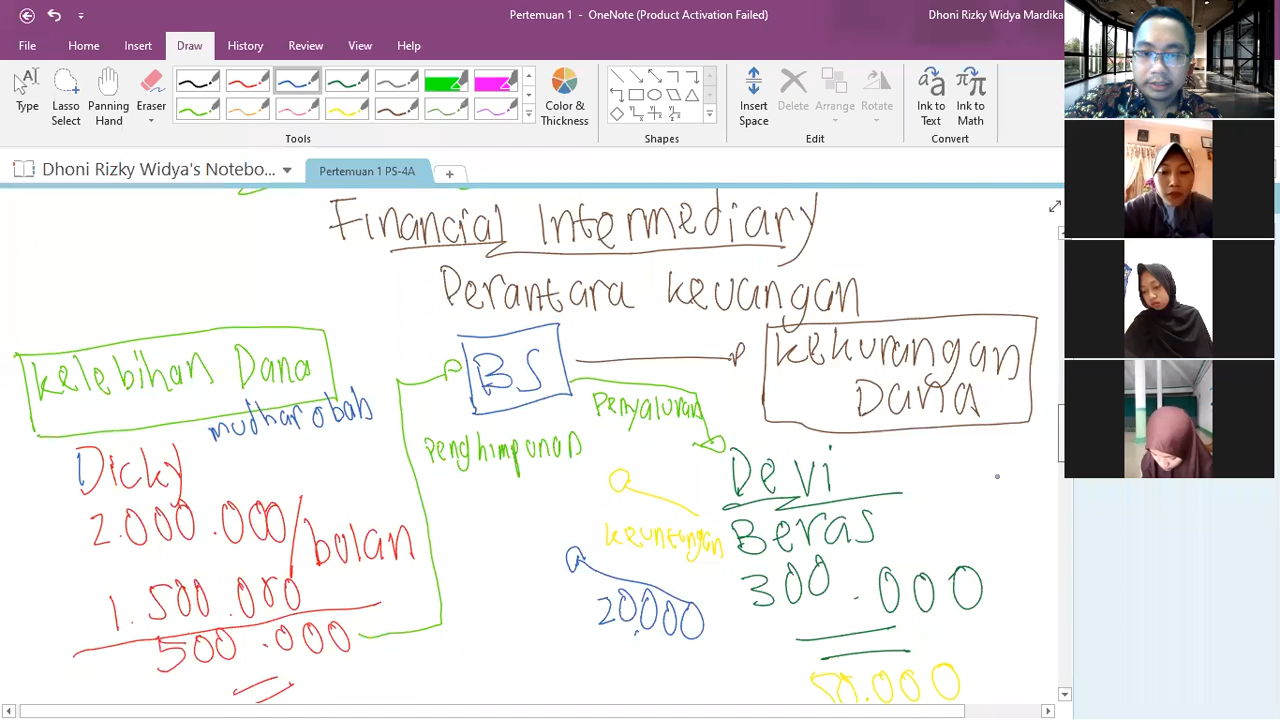 Pertemuan 1 - OneNote (Product Activation Failed)
Dhoni Rizky Widya Mardika
File Home Insert Draw History Review View Help
Type
Lasso Select
Panning Hand
Eraser
Color & Thickness
Insert Space
Delete
Arrange
Rotate
Ink to Text
Ink to Math
Tools
Shapes
Edit
Convert
Dhoni Rizky Widya's Notebo...
Pertemuan 1 PS-4A
Financial Intermediary
Perantara keuangan
kelebihan Dana
BS
kekurangan Dana
mudharobah
Penyaluran
Penghimpunan
Dicky
2.000.000/bulan
1.500.000
500.000
Devi
Beras
300.000
keuntungan
20.000
50.000